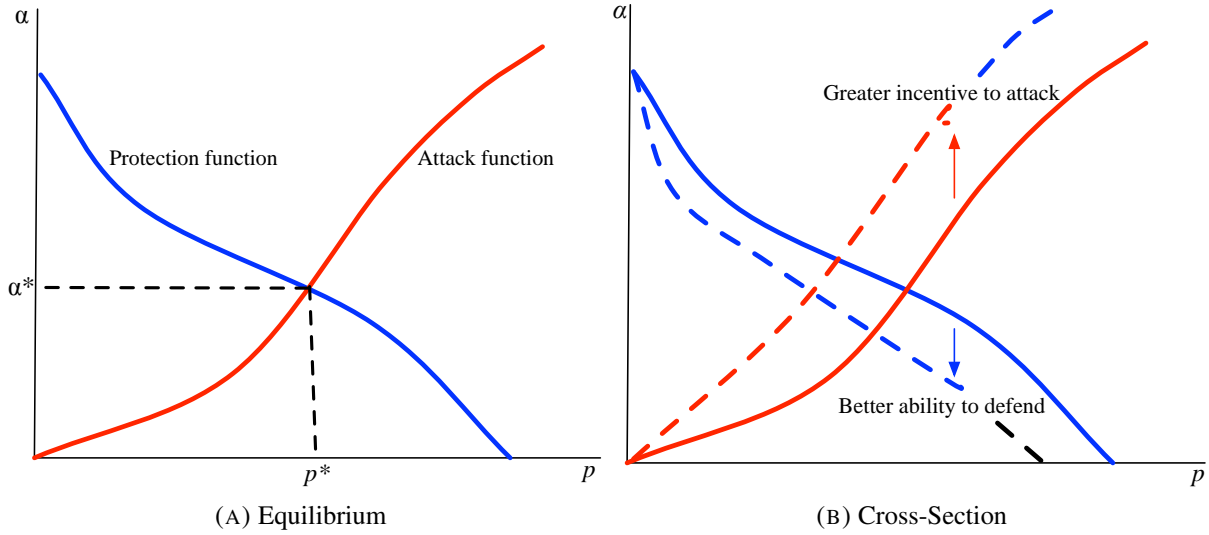 α
Protection function
Attack function
α*
p*
p
(A) Equilibrium
α
Greater incentive to attack
Better ability to defend
p
(B) Cross-Section